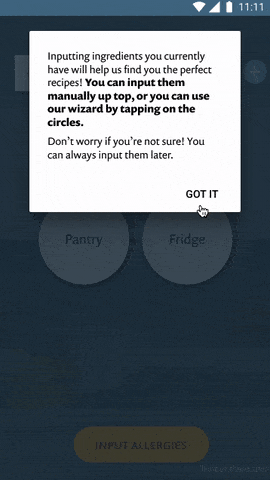 11:11
Inputting ingredients you currently
have will help us find you the perfect
recipes! You can input them
manually up top, or you can use
our wizard by tapping on the
circles.
Don't worry if you're not sure! You
can always input them later.
GOT IT
Pantry
Fridge
INPUT ALLERGIES